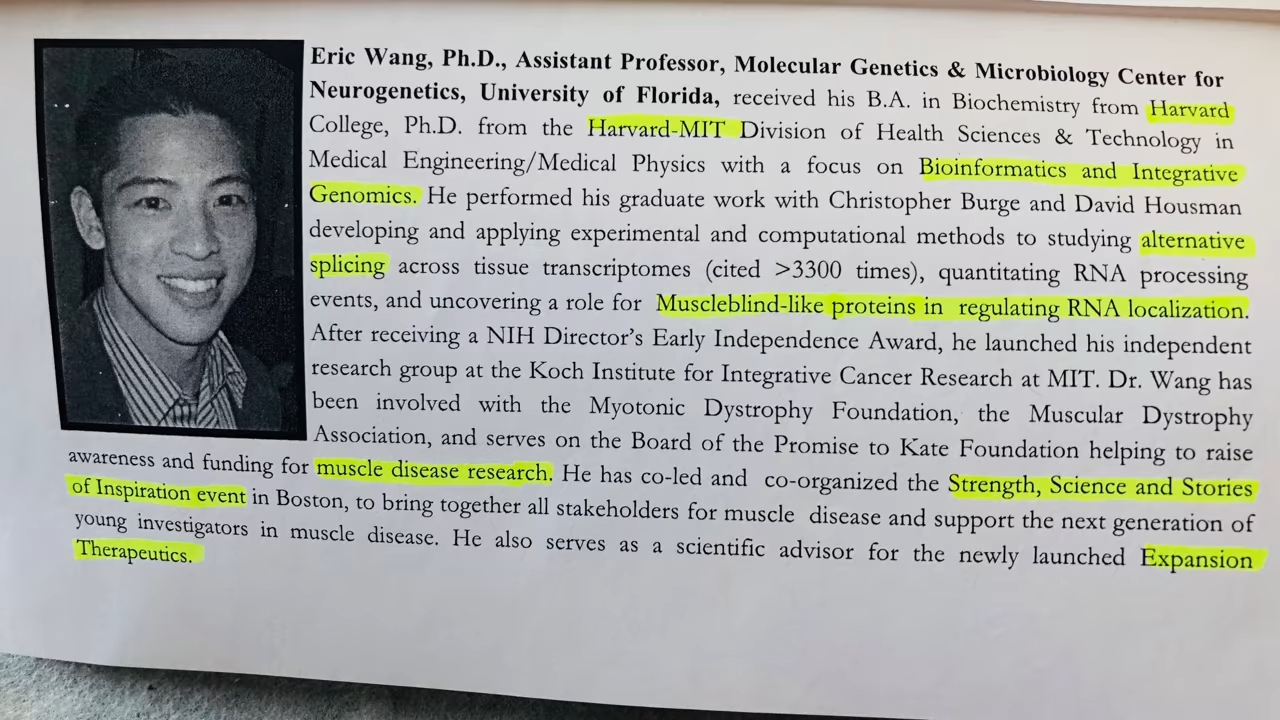 Eric Wang, Ph.D., Assistant Professor, Molecular Genetics & Microbiology Center for
Neurogenetics, University of Florida, received his B.A. in Biochemistry from Harvard
College, Ph.D. from the Harvard-MIT Division of Health Sciences & Technology in
Medical Engineering/Medical Physics with a focus on Bioinformatics and Integrative
Genomics. He performed his graduate work with Christopher Burge and David Housman
developing and applying experimental and computational methods to studying alternative
splicing across tissue transcriptomes (cited >3300 times), quantitating RNA processing
events, and uncovering a role for Muscleblind-like proteins in regulating RNA localization.
After receiving a NIH Director's Early Independence Award, he launched his independent
research group at the Koch Institute for Integrative Cancer Research at MIT. Dr. Wang has
been involved with the Myotonic Dystrophy Foundation, the Muscular Dystrophy
Association, and serves on the Board of the Promise to Kate Foundation helping to raise
awareness and funding for muscle disease research. He has co-led and co-organized the Strength, Science and Stories
of Inspiration event in Boston, to bring together all stakeholders for muscle disease and support the next generation of
young investigators in muscle disease. He also serves as a scientific advisor for the newly launched Expansion
Therapeutics.